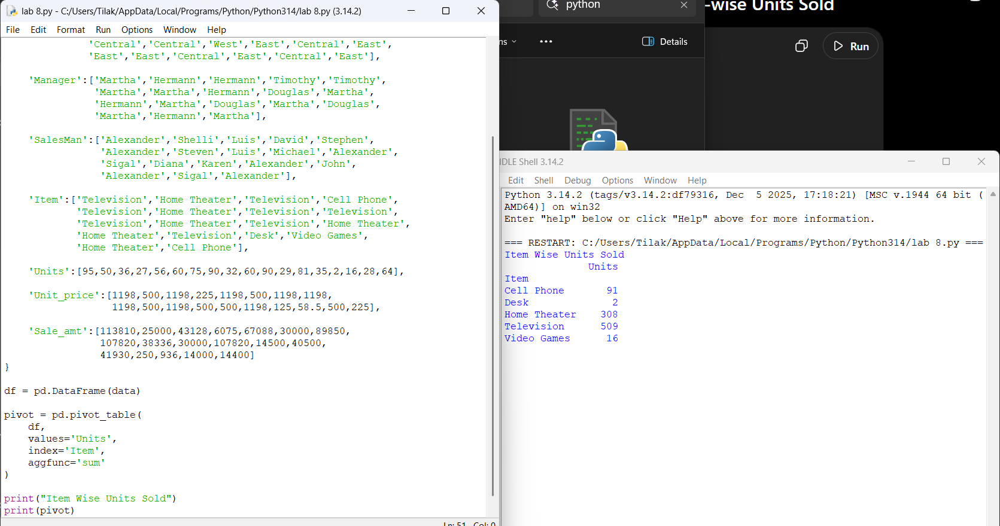 lab 8.py - C:/Users/Tilak/AppData/Local/Programs/Python/Python314/lab 8.py (3.14.2)
File Edit Format Run Options Window Help
'Central','Central','West','East','Central','East',
'East','East','Central','East','Central','East'],
'Manager':['Martha','Hermann','Hermann','Timothy','Timothy',
'Martha','Martha','Hermann','Douglas','Martha',
'Hermann','Martha','Douglas','Martha','Douglas',
'Martha','Hermann','Martha'],
'SalesMan':['Alexander','Shelli','Luis','David','Stephen',
'Alexander','Steven','Luis','Michael','Alexander',
'Sigal','Diana','Karen','Alexander','John',
'Alexander','Sigal','Alexander'],
'Item':['Television','Home Theater','Television','Cell Phone',
'Television','Home Theater','Television','Television',
'Television','Home Theater','Television','Home Theater',
'Home Theater','Television','Desk','Video Games',
'Home Theater','Cell Phone'],
'Units':[95,50,36,27,56,60,75,90,32,60,90,29,81,35,2,16,28,64],
'Unit_price':[1198,500,1198,225,1198,500,1198,1198,
1198,500,1198,500,500,1198,125,58.5,500,225],
'Sale_amt':[113810,25000,43128,6075,67088,30000,89850,
107820,38336,30000,107820,14500,40500,
41930,250,936,14000,14400]
}
df = pd.DataFrame(data)
pivot = pd.pivot_table(
df,
values='Units',
index='Item',
aggfunc='sum'
)
print("Item Wise Units Sold")
print(pivot)
Ln: 51 Col: 0
python
-wise Units Sold
ns
Details
Run
IDLE Shell 3.14.2
Edit Shell Debug Options Window Help
Python 3.14.2 (tags/v3.14.2:df79316, Dec  5 2025, 17:18:21) [MSC v.1944 64 bit (
AMD64)] on win32
Enter "help" below or click "Help" above for more information.
=== RESTART: C:/Users/Tilak/AppData/Local/Programs/Python/Python314/lab 8.py ===
Item Wise Units Sold
Units
Item
Cell Phone 91
Desk 2
Home Theater 308
Television 509
Video Games 16